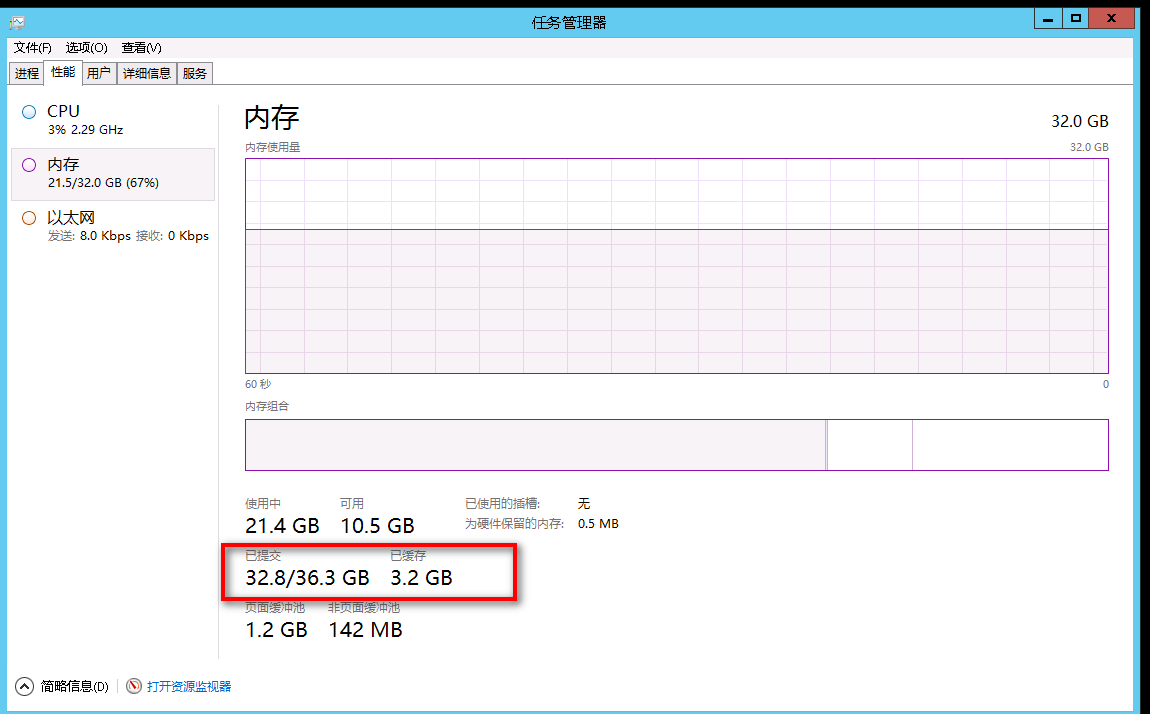 任务管理器
文件(F) 选项(O) 查看(V)
进程 性能 用户 详细信息 服务
CPU
3% 2.29 GHz
内存
21.5/32.0 GB (67%)
以太网
发送: 8.0 Kbps 接收: 0 Kbps
内存 32.0 GB
内存使用量 32.0 GB
60 秒 0
内存组合
使用中 可用 已使用的插槽: 无
21.4 GB 10.5 GB 为硬件保留的内存: 0.5 MB
已提交 已缓存
32.8/36.3 GB 3.2 GB
页面缓冲池 非页面缓冲池
1.2 GB 142 MB
简略信息(D) 打开资源监视器